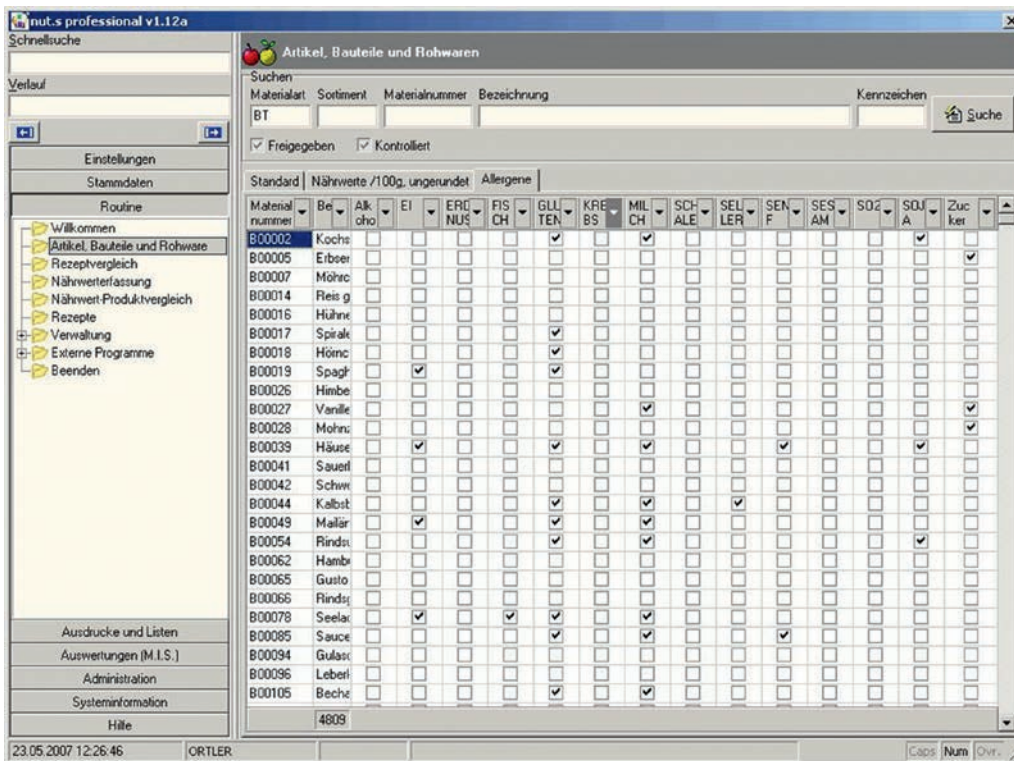 nut.s professional v1.12a
Schnellsuche
Verlauf
Einstellungen
Stammdaten
Routine
Willkommen
Artikel, Bauteile und Rohware
Rezeptvergleich
Nährwerterfassung
Nährwert-Produktvergleich
Rezepte
Verwaltung
Externe Programme
Beenden
Ausdrucke und Listen
Auswertungen (M.I.S.)
Administration
Systeminformation
Hilfe
Artikel, Bauteile und Rohwaren
Suchen
Materialart Sortiment Materialnummer Bezeichnung Kennzeichen
BT
Suche
Freigegeben Kontrolliert
Standard Nährwerte /100g, ungerundet Allergene
Material Be Alk EI ERD FIS GLU KRE MIL SCH SEL SEN SES SO2 SOJ Zuc
nummer oho NUS CH TEN BS CH ALE LER F AM A ker
B00002 Kochs
B00005 Erbser
B00007 Möhrc
B00014 Reis g
B00016 Hühne
B00017 Spirale
B00018 Hörnc
B00019 Spagh
B00026 Himbe
B00027 Vanille
B00028 Mohn
B00039 Häuse
B00041 Sauerl
B00042 Schwe
B00044 Kalbst
B00049 Mailär
B00054 Rinds
B00062 Hamb
B00065 Gusto
B00066 Rinds
B00078 Seelac
B00085 Sauce
B00094 Gulasc
B00096 Leberl
B00105 Becha
4809
23.05.2007 12:26:46 ORTLER Caps Num Ovr.